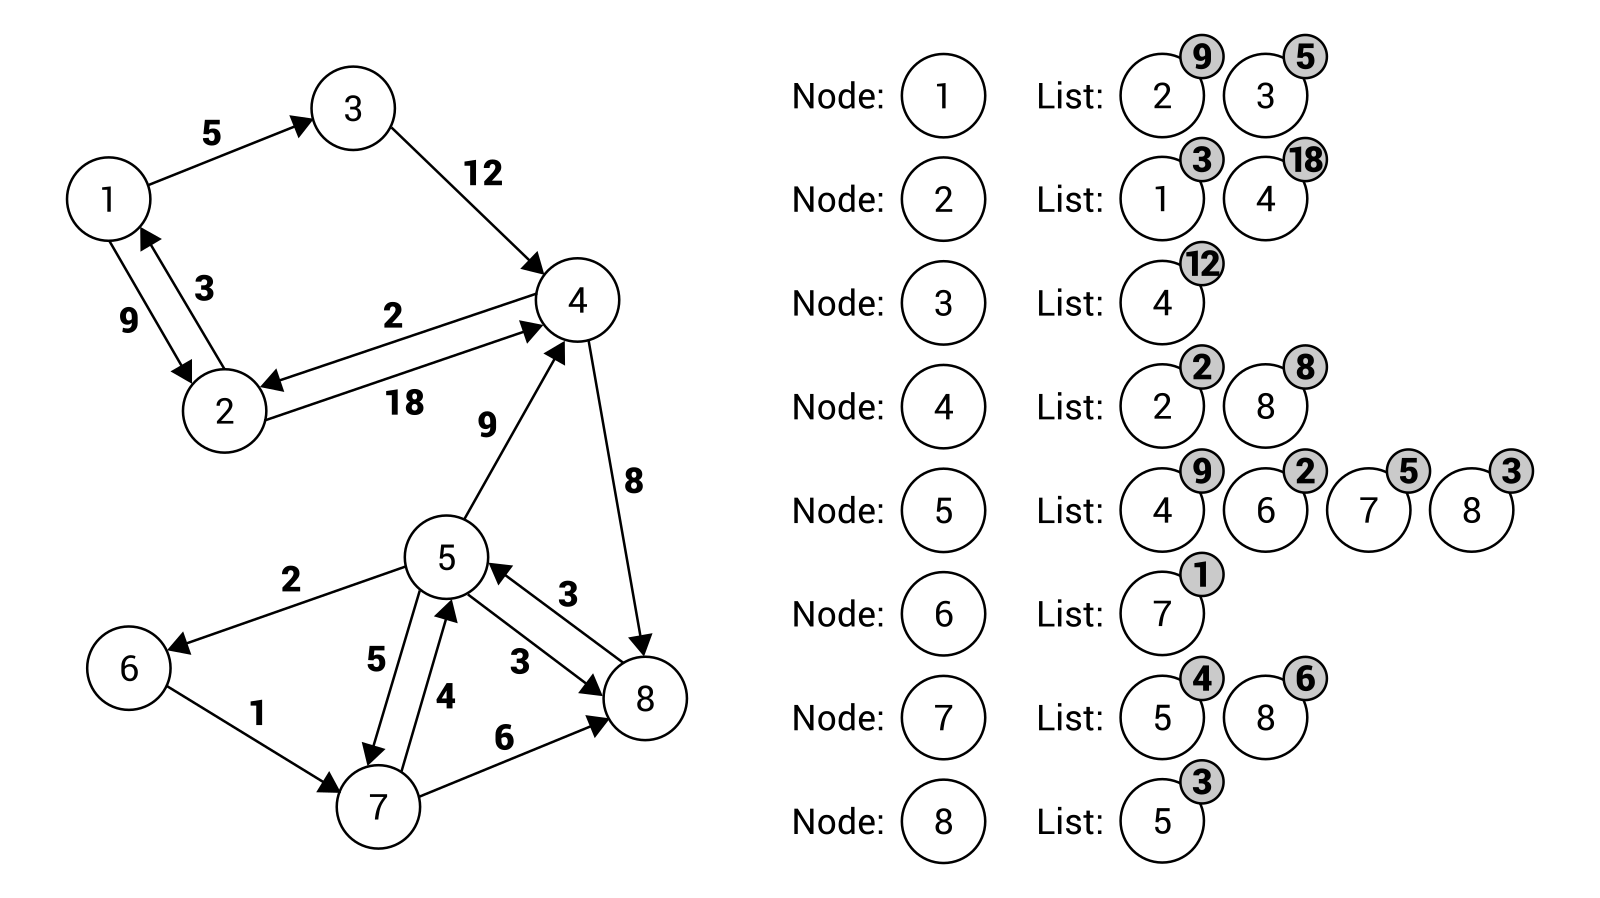 3
5
12
1
4
3
9
2
18
2
9
8
5
2
3
6
5
3
4
1
8
6
7
Node: 1 List: 2 9 3 5
Node: 2 List: 1 3 4 18
Node: 3 List: 4 12
Node: 4 List: 2 2 8 8
Node: 5 List: 4 9 6 2 7 5 8 3
Node: 6 List: 7 1
Node: 7 List: 5 4 8 6
Node: 8 List: 5 3